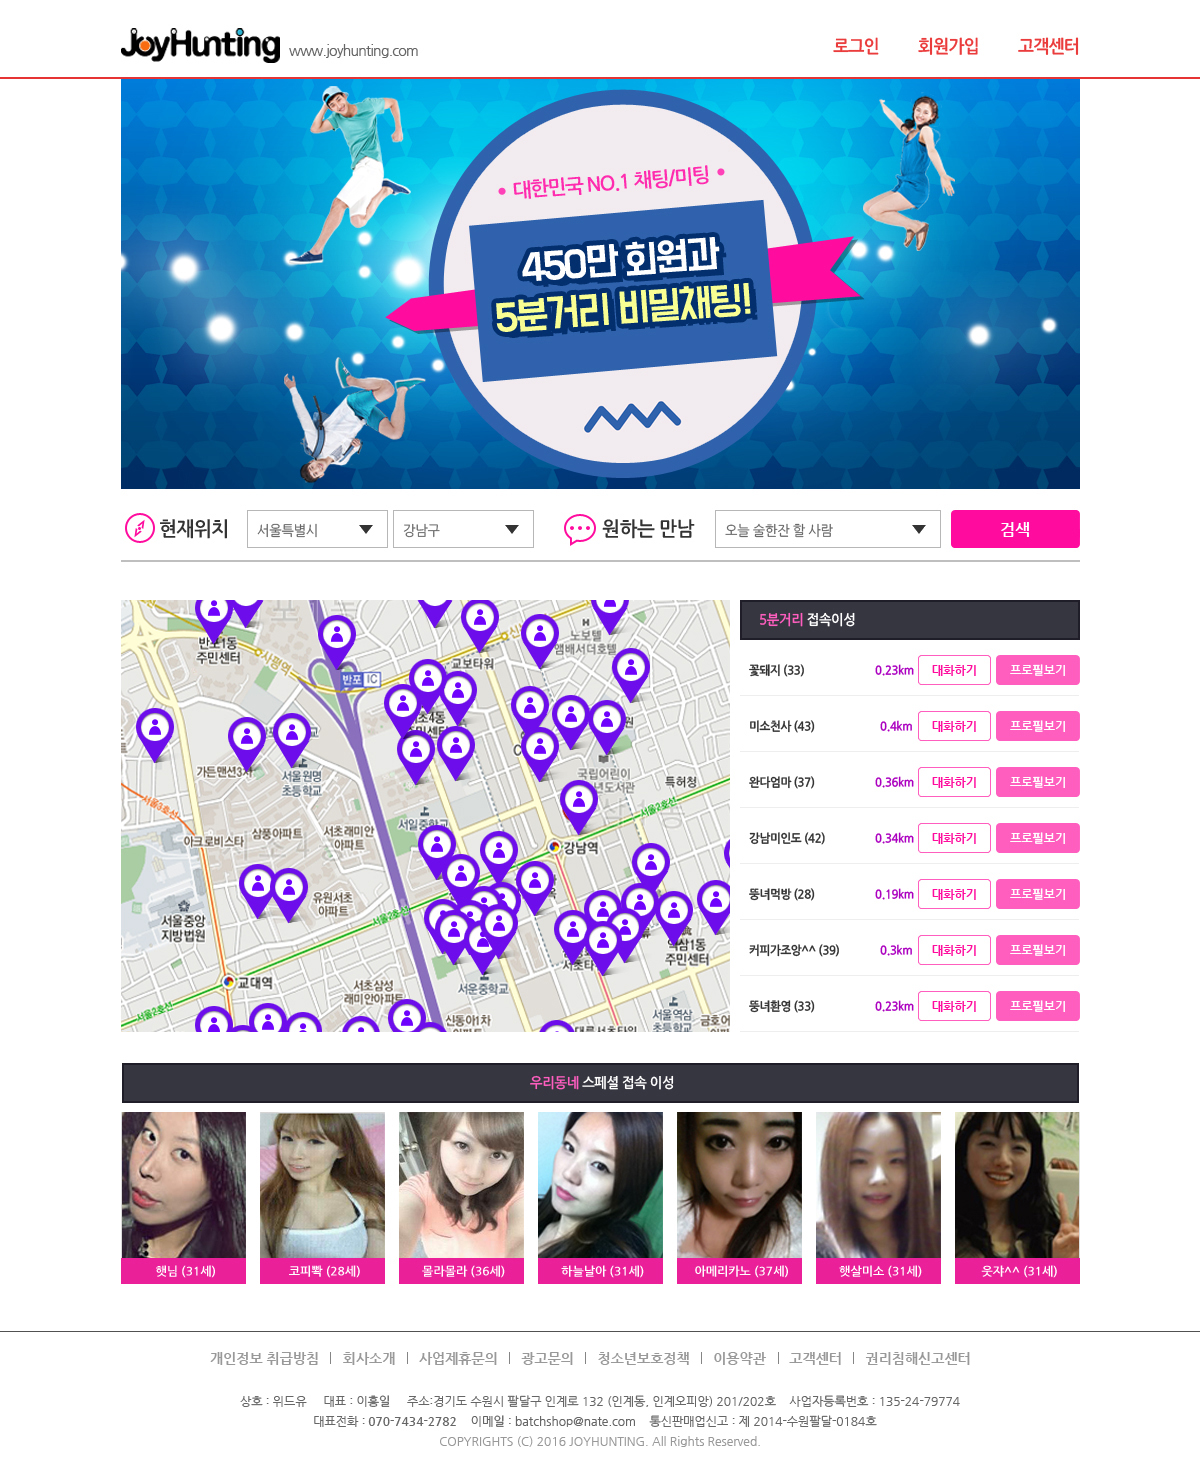 JoyHunting www.joyhunting.com
로그인 회원가입 고객센터
• 대한민국 NO.1 채팅/미팅 •
450만 회원과
5분거리 비밀채팅!
현재위치 서울특별시 강남구 원하는 만남 오늘 술한잔 할 사람 검색
반포1동
주민센터
사평역
반포 IC
교보타워
노보텔
앰배서더호텔
가든맨션3차
서울원명
초등학교
국립어린이
특허청
서울3호선
서울2호선
아크로비스타
삼풍아파트
서초래미안
아파트
서일중학교
강남역
유원서초
아파트
서울중앙
지방법원
서울2호선
교대역
서초삼성
래미안아파트
서운중학교
역삼1동
주민센터
서울2호선
신동아1차
서울역삼
초등학교
5분거리 접속이성
꽃돼지 (33) 0.23km 대화하기 프로필보기
미소천사 (43) 0.4km 대화하기 프로필보기
완다엄마 (37) 0.36km 대화하기 프로필보기
강남미인도 (42) 0.34km 대화하기 프로필보기
뚱녀먹방 (28) 0.19km 대화하기 프로필보기
커피가조앙^^ (39) 0.3km 대화하기 프로필보기
뚱녀환영 (33) 0.23km 대화하기 프로필보기
우리동네 스페셜 접속 이성
햇님 (31세) 코피빡 (28세) 몰라몰라 (36세) 하늘날아 (31세) 아메리카노 (37세) 햇살미소 (31세) 웃쟈^^ (31세)
개인정보 취급방침 | 회사소개 | 사업제휴문의 | 광고문의 | 청소년보호정책 | 이용약관 | 고객센터 | 권리침해신고센터
상호 : 위드유 대표 : 이홍일 주소:경기도 수원시 팔달구 인계로 132 (인계동, 인계오피앙) 201/202호 사업자등록번호 : 135-24-79774
대표전화 : 070-7434-2782 이메일 : batchshop@nate.com 통신판매업신고 : 제 2014-수원팔달-0184호
COPYRIGHTS (C) 2016 JOYHUNTING. All Rights Reserved.